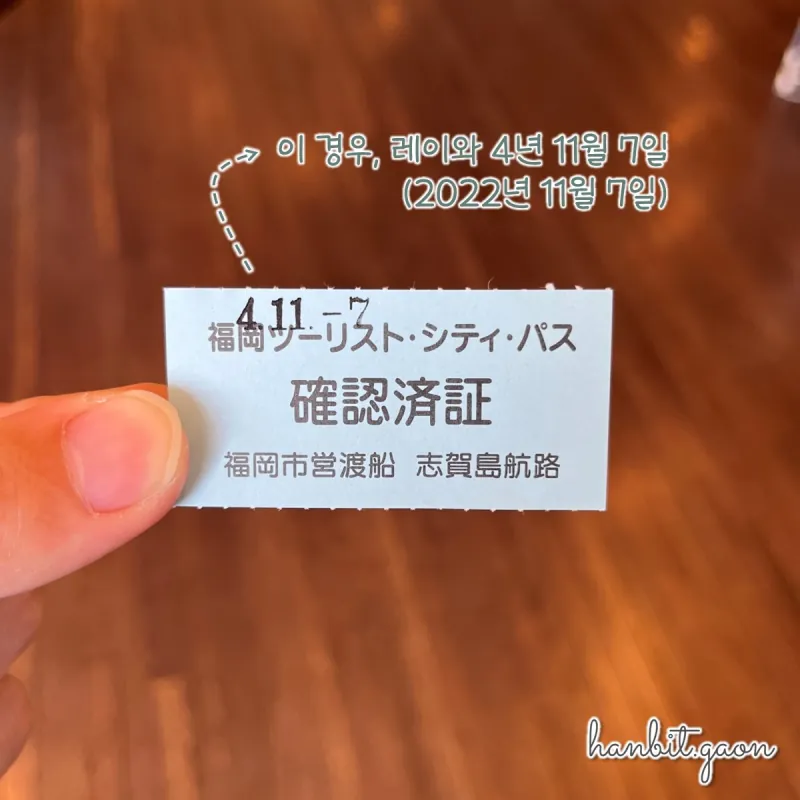 이 경우, 레이와 4년 11월 7일
(2022년 11월 7일)
4.11.-7
福岡ツーリスト・シティ・パス
確認済証
福岡市営渡船 志賀島航路
hanbit.gaon